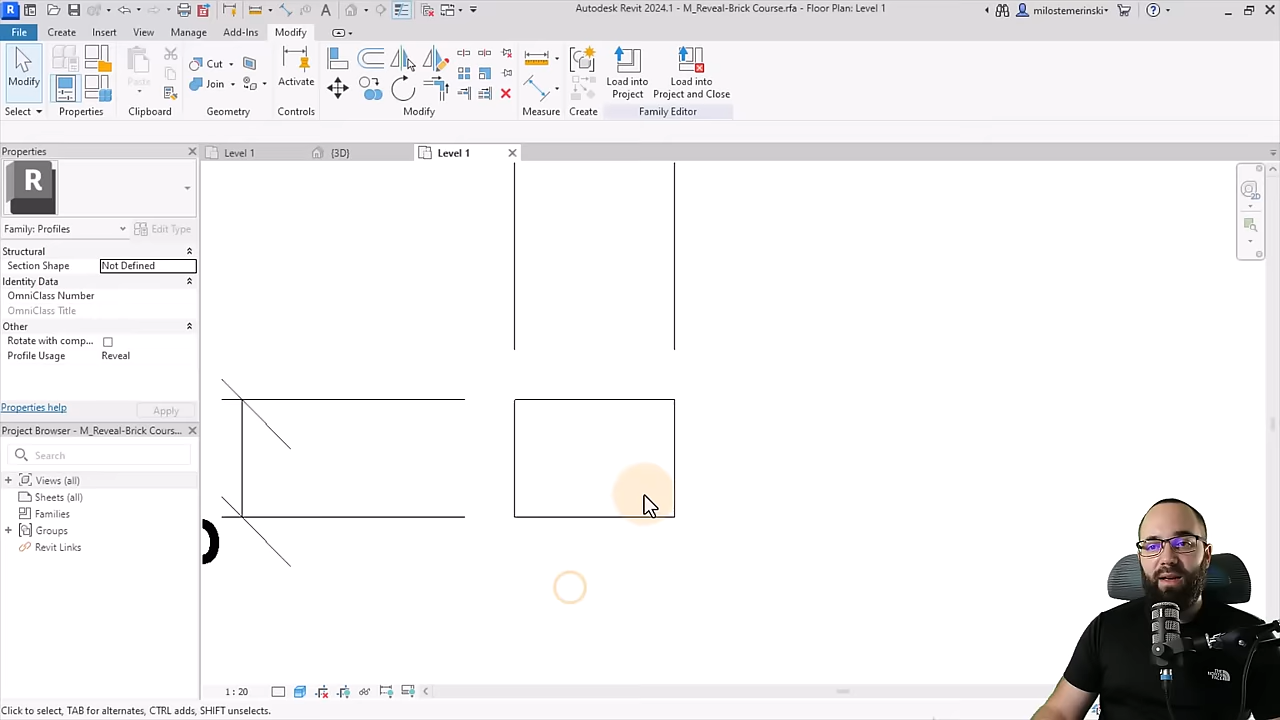 Autodesk Revit 2024.1 - M_Reveal-Brick Course.rfa - Floor Plan: Level 1
milostemerinski
File Create Insert View Manage Add-Ins Modify
Modify
Paste
Cut
Join
Activate
Load into Project
Load into Project and Close
Select Properties Clipboard Geometry Controls Modify Measure Create Family Editor
Properties
Level 1
{3D}
Level 1
R
Family: Profiles
Edit Type
Structural
Section Shape Not Defined
Identity Data
OmniClass Number
OmniClass Title
Other
Rotate with comp...
Profile Usage Reveal
Properties help
Apply
Project Browser - M_Reveal-Brick Cours...
Search
Views (all)
Sheets (all)
Families
Groups
Revit Links
1 : 20
Click to select, TAB for alternates, CTRL adds, SHIFT unselects.